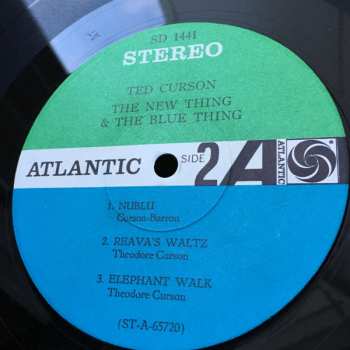 SD 1441
STEREO
TED CURSON
THE NEW THING
& THE BLUE THING
ATLANTIC
SIDE 2
ATLANTIC
1. NUBLU
Curson-Barron
2. REAVA'S WALTZ
Theodore Curson
3. ELEPHANT WALK
Theodore Curson
(ST-A-65720)